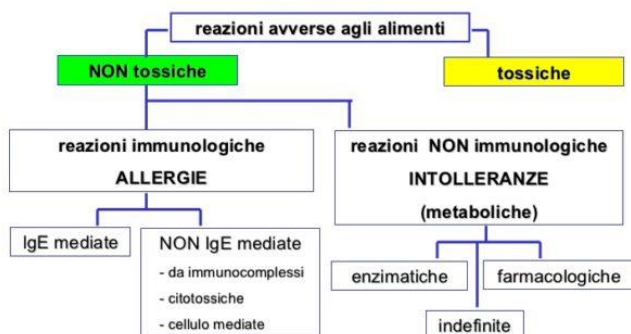 reazioni avverse agli alimenti
NON tossiche
tossiche
reazioni immunologiche
ALLERGIE
reazioni NON immunologiche
INTOLLERANZE
(metaboliche)
IgE mediate
NON IgE mediate
- da immunocomplessi
- citotossiche
- cellulo mediate
enzimatiche
farmacologiche
indefinite